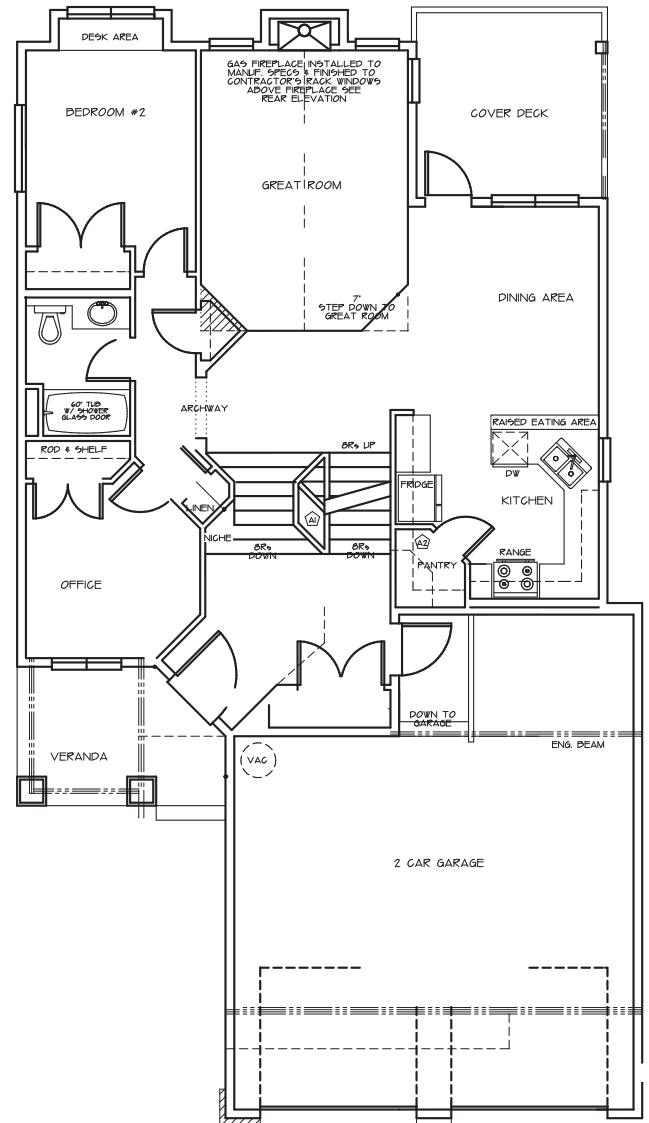 DESK AREA
GAS FIREPLACE INSTALLED TO
MANUF. SPECS & FINISHED TO
CONTRACTOR'S RACK WINDOWS
ABOVE FIREPLACE SEE
REAR ELEVATION
BEDROOM #2
COVER DECK
GREAT ROOM
7"
STEP DOWN TO
GREAT ROOM
DINING AREA
60" TUB
W/ SHOWER
GLASS DOOR
ARCHWAY
RAISED EATING AREA
ROD & SHELF
8Rs UP
DW
FRIDGE
KITCHEN
LINEN
A1
NICHE
A2
8Rs
DOWN
8Rs
DOWN
RANGE
PANTRY
OFFICE
DOWN TO
GARAGE
ENG. BEAM
VERANDA
VAC
2 CAR GARAGE